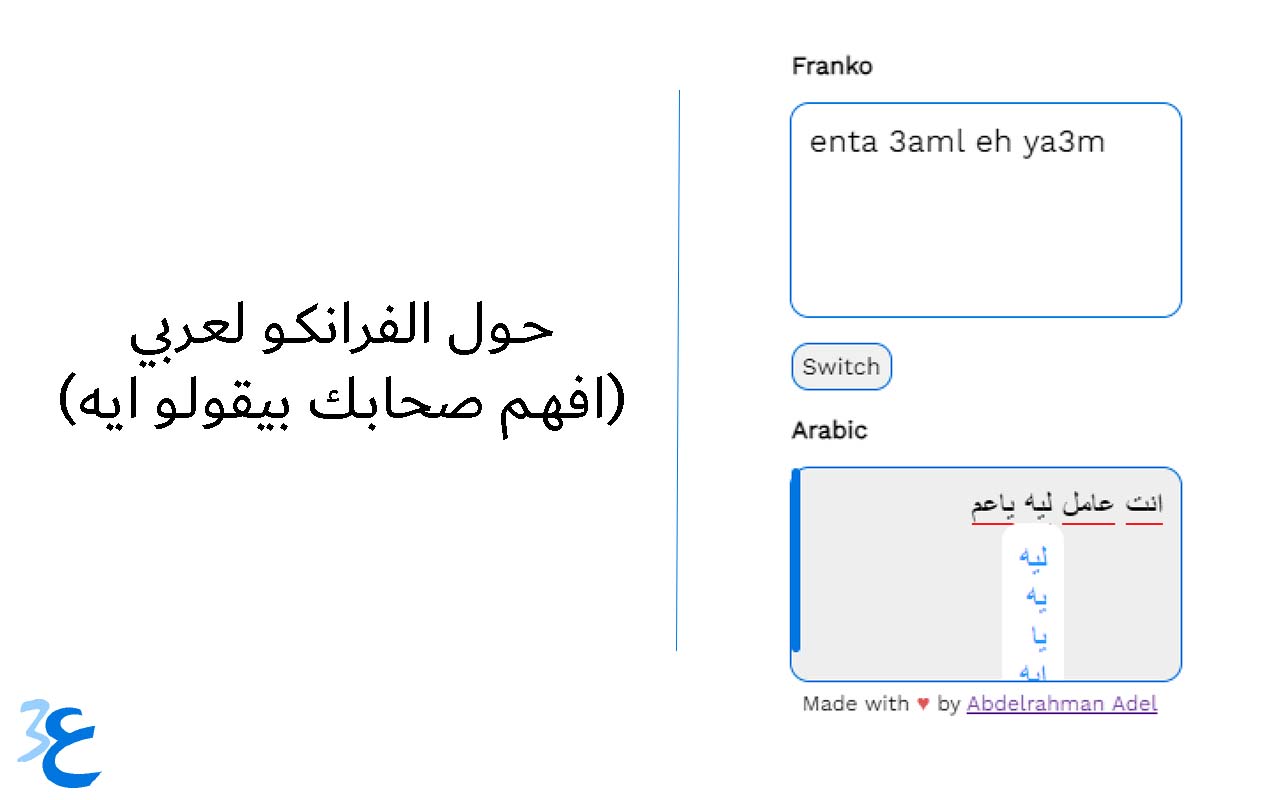 حول الفرانكو لعربي
(افهم صحابك بيقولو ايه)
Franko
enta 3aml eh ya3m
Switch
Arabic
انت عامل ليه ياعم
ليه
يه
يا
ايه
Made with ♥ by Abdelrahman Adel
3ع